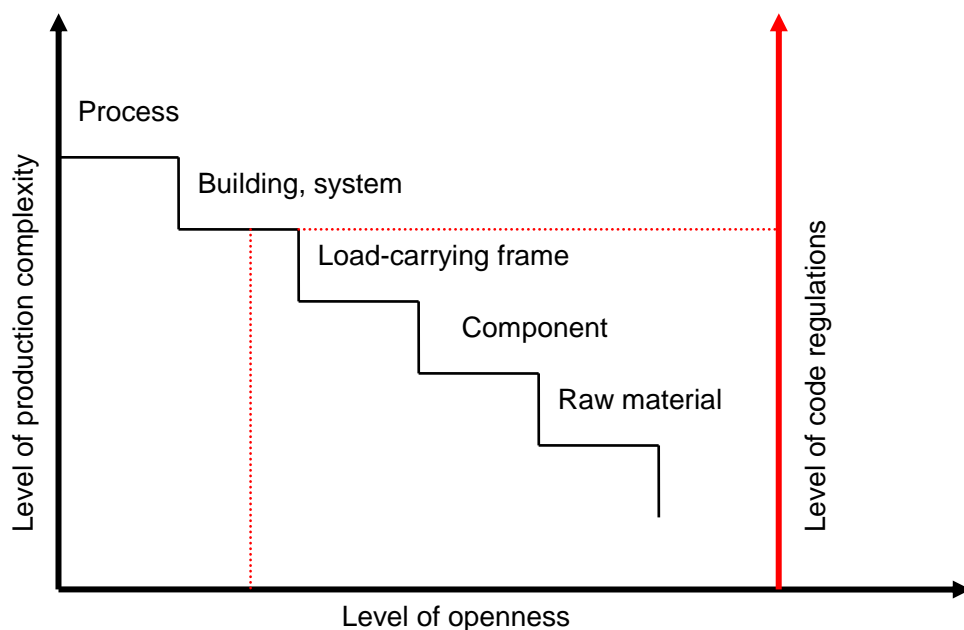 Process
Building, system
Load-carrying frame
Component
Raw material
Level of production complexity
Level of code regulations
Level of openness